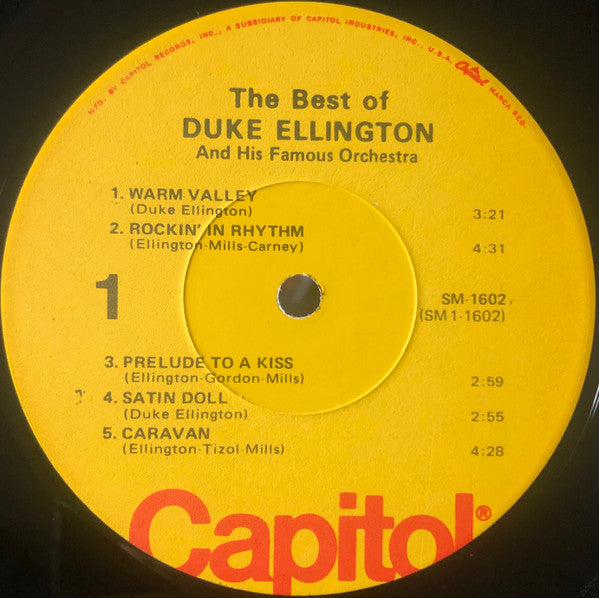 MFD. BY CAPITOL RECORDS, INC., A SUBSIDIARY OF CAPITOL INDUSTRIES, INC., U.S.A. Capitol MARCA REG.
The Best of
DUKE ELLINGTON
And His Famous Orchestra
1. WARM VALLEY
(Duke Ellington) 3:21
2. ROCKIN' IN RHYTHM
(Ellington-Mills-Carney) 4:31
1
SM-1602
(SM1-1602)
3. PRELUDE TO A KISS
(Ellington-Gordon-Mills) 2:59
4. SATIN DOLL
(Duke Ellington) 2:55
5. CARAVAN
(Ellington-Tizol-Mills) 4:28
Capitol®